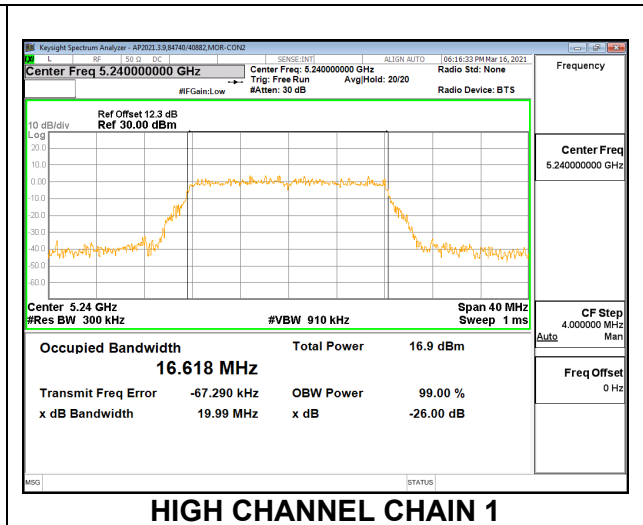 Keysight Spectrum Analyzer - AP2021.3.9,84740/40882,MOR-CON2
L RF 50 Ω DC SENSE:INT ALIGN AUTO 06:16:33 PM Mar 16, 2021
Center Freq 5.240000000 GHz
Center Freq: 5.240000000 GHz
Radio Std: None
Trig: Free Run Avg|Hold: 20/20
#IFGain:Low #Atten: 30 dB Radio Device: BTS
Frequency
Ref Offset 12.3 dB
10 dB/div Ref 30.00 dBm
Log
20.0
10.0
0.00
-10.0
-20.0
-30.0
-40.0
-50.0
-60.0
Center Freq
5.240000000 GHz
Center 5.24 GHz Span 40 MHz
#Res BW 300 kHz #VBW 910 kHz Sweep 1 ms
CF Step
4.000000 MHz
Auto Man
Freq Offset
0 Hz
Occupied Bandwidth Total Power 16.9 dBm
16.618 MHz
Transmit Freq Error -67.290 kHz OBW Power 99.00 %
x dB Bandwidth 19.99 MHz x dB -26.00 dB
MSG STATUS
HIGH CHANNEL CHAIN 1